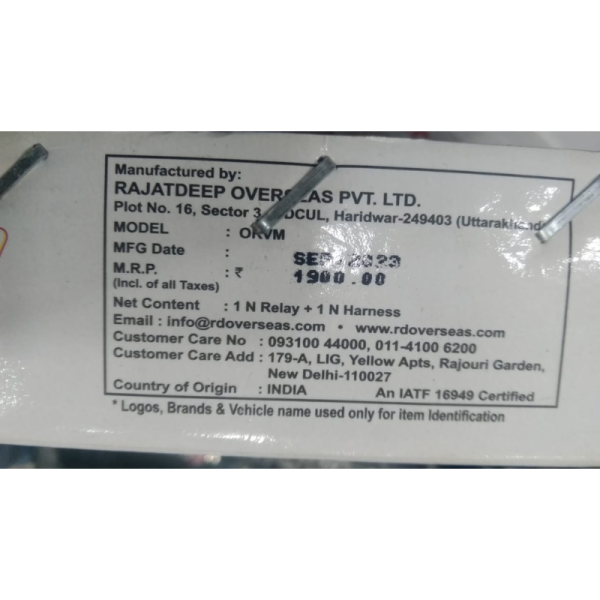 Manufactured by:
RAJATDEEP OVERSEAS PVT. LTD.
Plot No. 16, Sector 3, Haridwar-249403 (Uttarakhand
MODEL : ORVM
MFG Date : SEP. 2023
M.R.P. : ₹ 1900.00
(Incl. of all Taxes)
Net Content : 1 N Relay + 1 N Harness
Email : info@rdoverseas.com • www.rdoverseas.com
Customer Care No : 093100 44000, 011-4100 6200
Customer Care Add : 179-A, LIG, Yellow Apts, Rajouri Garden,
New Delhi-110027
Country of Origin : INDIA An IATF 16949 Certified
* Logos, Brands & Vehicle name used only for item Identification